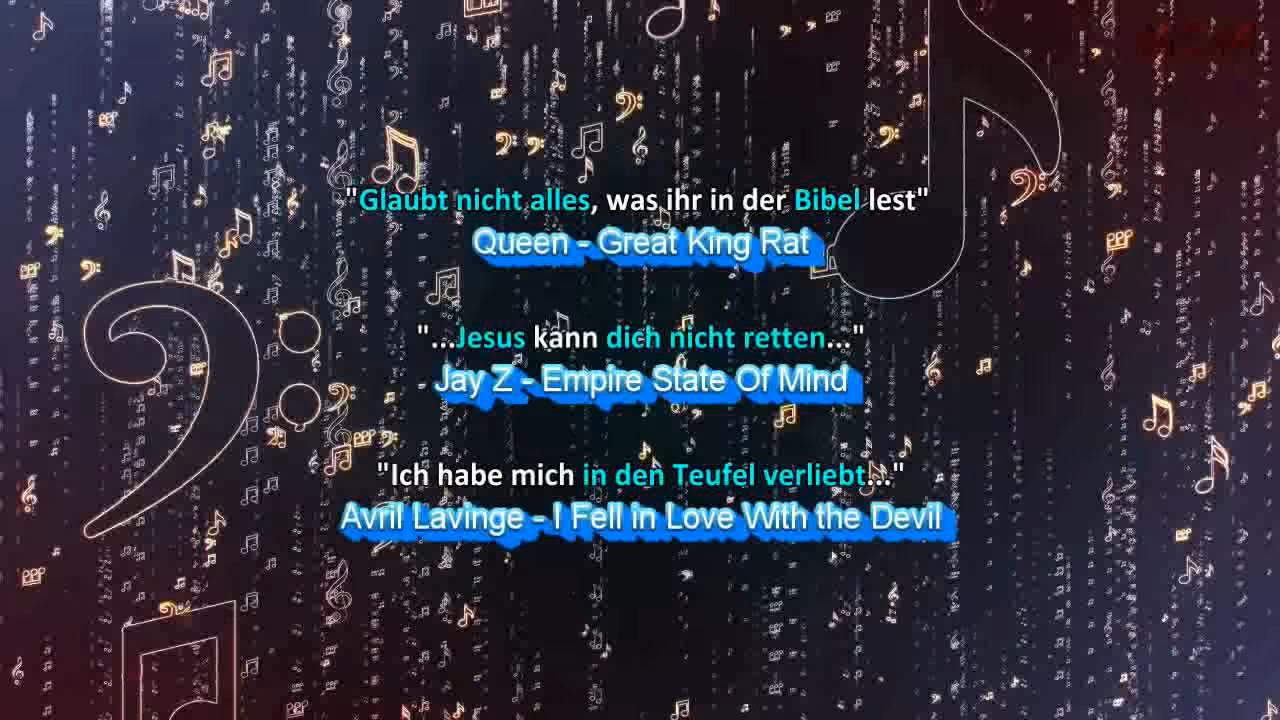 "Glaubt nicht alles, was ihr in der Bibel lest"
Queen - Great King Rat
"...Jesus kann dich nicht retten..."
Jay Z - Empire State Of Mind
"Ich habe mich in den Teufel verliebt..."
Avril Lavinge - I Fell in Love With the Devil